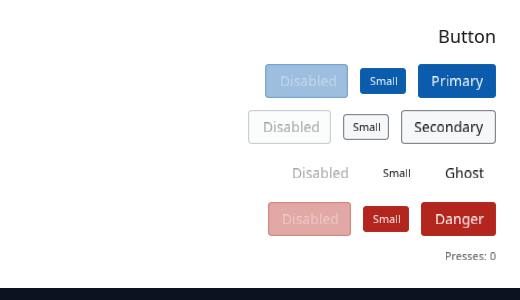 Button
Disabled Small Primary
Disabled Small Secondary
Disabled Small Ghost
Disabled Small Danger
Presses: 0